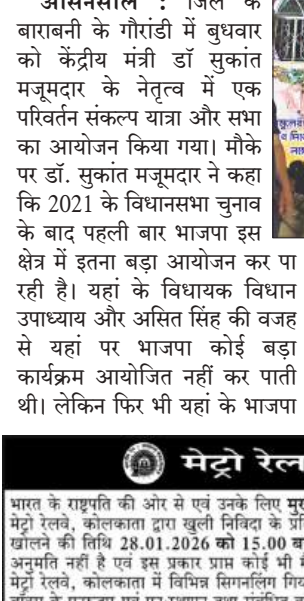 आसनसोल : जिले के
बाराबनी के गौरांडी में बुधवार
को केंद्रीय मंत्री डॉ सुकांत
मजूमदार के नेतृत्व में एक
परिवर्तन संकल्प यात्रा और सभा
का आयोजन किया गया। मौके
पर डॉ. सुकांत मजूमदार ने कहा
कि 2021 के विधानसभा चुनाव
के बाद पहली बार भाजपा इस
क्षेत्र में इतना बड़ा आयोजन कर पा
रही है। यहां के विधायक विधान
उपाध्याय और असित सिंह की वजह
से यहां पर भाजपा कोई बड़ा
कार्यक्रम आयोजित नहीं कर पाती
थी। लेकिन फिर भी यहां के भाजपा
मेट्रो रेल
भारत के राष्ट्रपति की ओर से एवं उनके लिए
मेट्रो रेलवे, कोलकाता द्वारा खुली निविदा के
खोलने की तिथि 28.01.2026 को 15.00
अनुमति नहीं है एवं इस प्रकार प्राप्त कोई भी
मेट्रो रेलवे, कोलकाता में विभिन्न सिगनलिंग